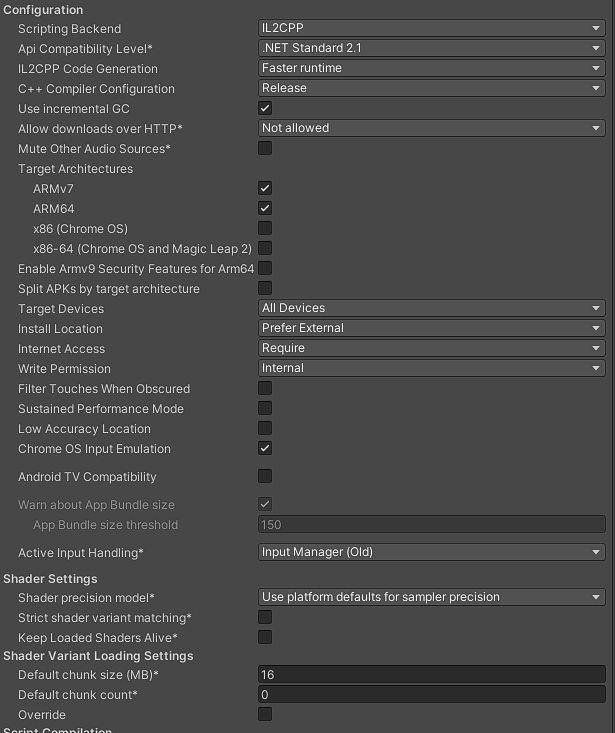 Configuration
Scripting Backend IL2CPP
Api Compatibility Level* .NET Standard 2.1
IL2CPP Code Generation Faster runtime
C++ Compiler Configuration Release
Use incremental GC
Allow downloads over HTTP* Not allowed
Mute Other Audio Sources*
Target Architectures
ARMv7
ARM64
x86 (Chrome OS)
x86-64 (Chrome OS and Magic Leap 2)
Enable Armv9 Security Features for Arm64
Split APKs by target architecture
Target Devices All Devices
Install Location Prefer External
Internet Access Require
Write Permission Internal
Filter Touches When Obscured
Sustained Performance Mode
Low Accuracy Location
Chrome OS Input Emulation
Android TV Compatibility
Warn about App Bundle size
App Bundle size threshold 150
Active Input Handling* Input Manager (Old)
Shader Settings
Shader precision model* Use platform defaults for sampler precision
Strict shader variant matching*
Keep Loaded Shaders Alive*
Shader Variant Loading Settings
Default chunk size (MB)* 16
Default chunk count* 0
Override
Script Compilation